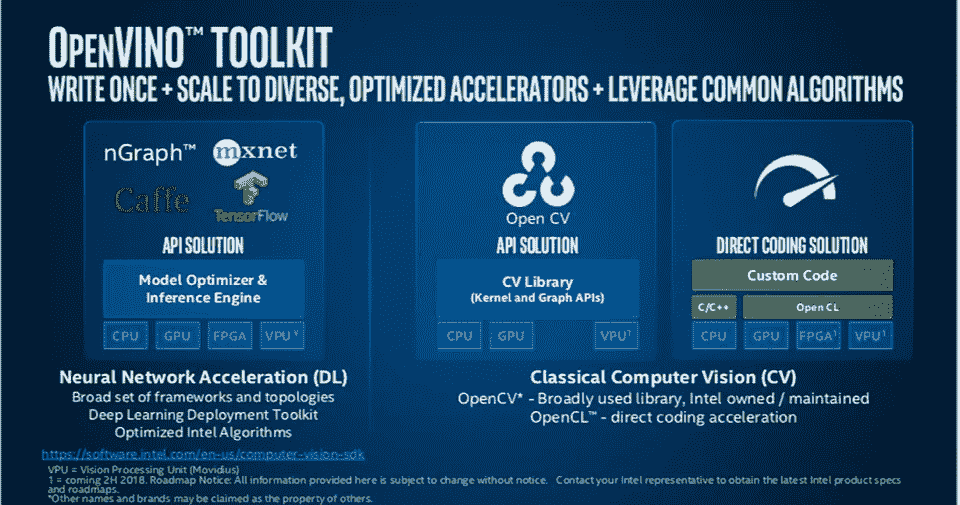 OPENVINO™ TOOLKIT
WRITE ONCE + SCALE TO DIVERSE, OPTIMIZED ACCELERATORS + LEVERAGE COMMON ALGORITHMS
nGraph™
mxnet
Caffe
TensorFlow
API SOLUTION
Model Optimizer &
Inference Engine
CPU
GPU
FPGA
VPU
Open CV
API SOLUTION
CV Library
(Kernel and Graph APIs)
CPU
GPU
VPU1
DIRECT CODING SOLUTION
Custom Code
C/C++
Open CL
CPU
GPU
FPGA1
VPU1
Neural Network Acceleration (DL)
Broad set of frameworks and topologies
Deep Learning Deployment Toolkit
Optimized Intel Algorithms
Classical Computer Vision (CV)
OpenCV* - Broadly used library, Intel owned / maintained
OpenCL™ - direct coding acceleration
https://software.intel.com/en-us/computer-vision-sdk
VPU = Vision Processing Unit (Movidius)
1 = coming 2H 2018. Roadmap Notice: All information provided here is subject to change without notice. Contact your Intel representative to obtain the latest Intel product specs
and roadmaps.
*Other names and brands may be claimed as the property of others.